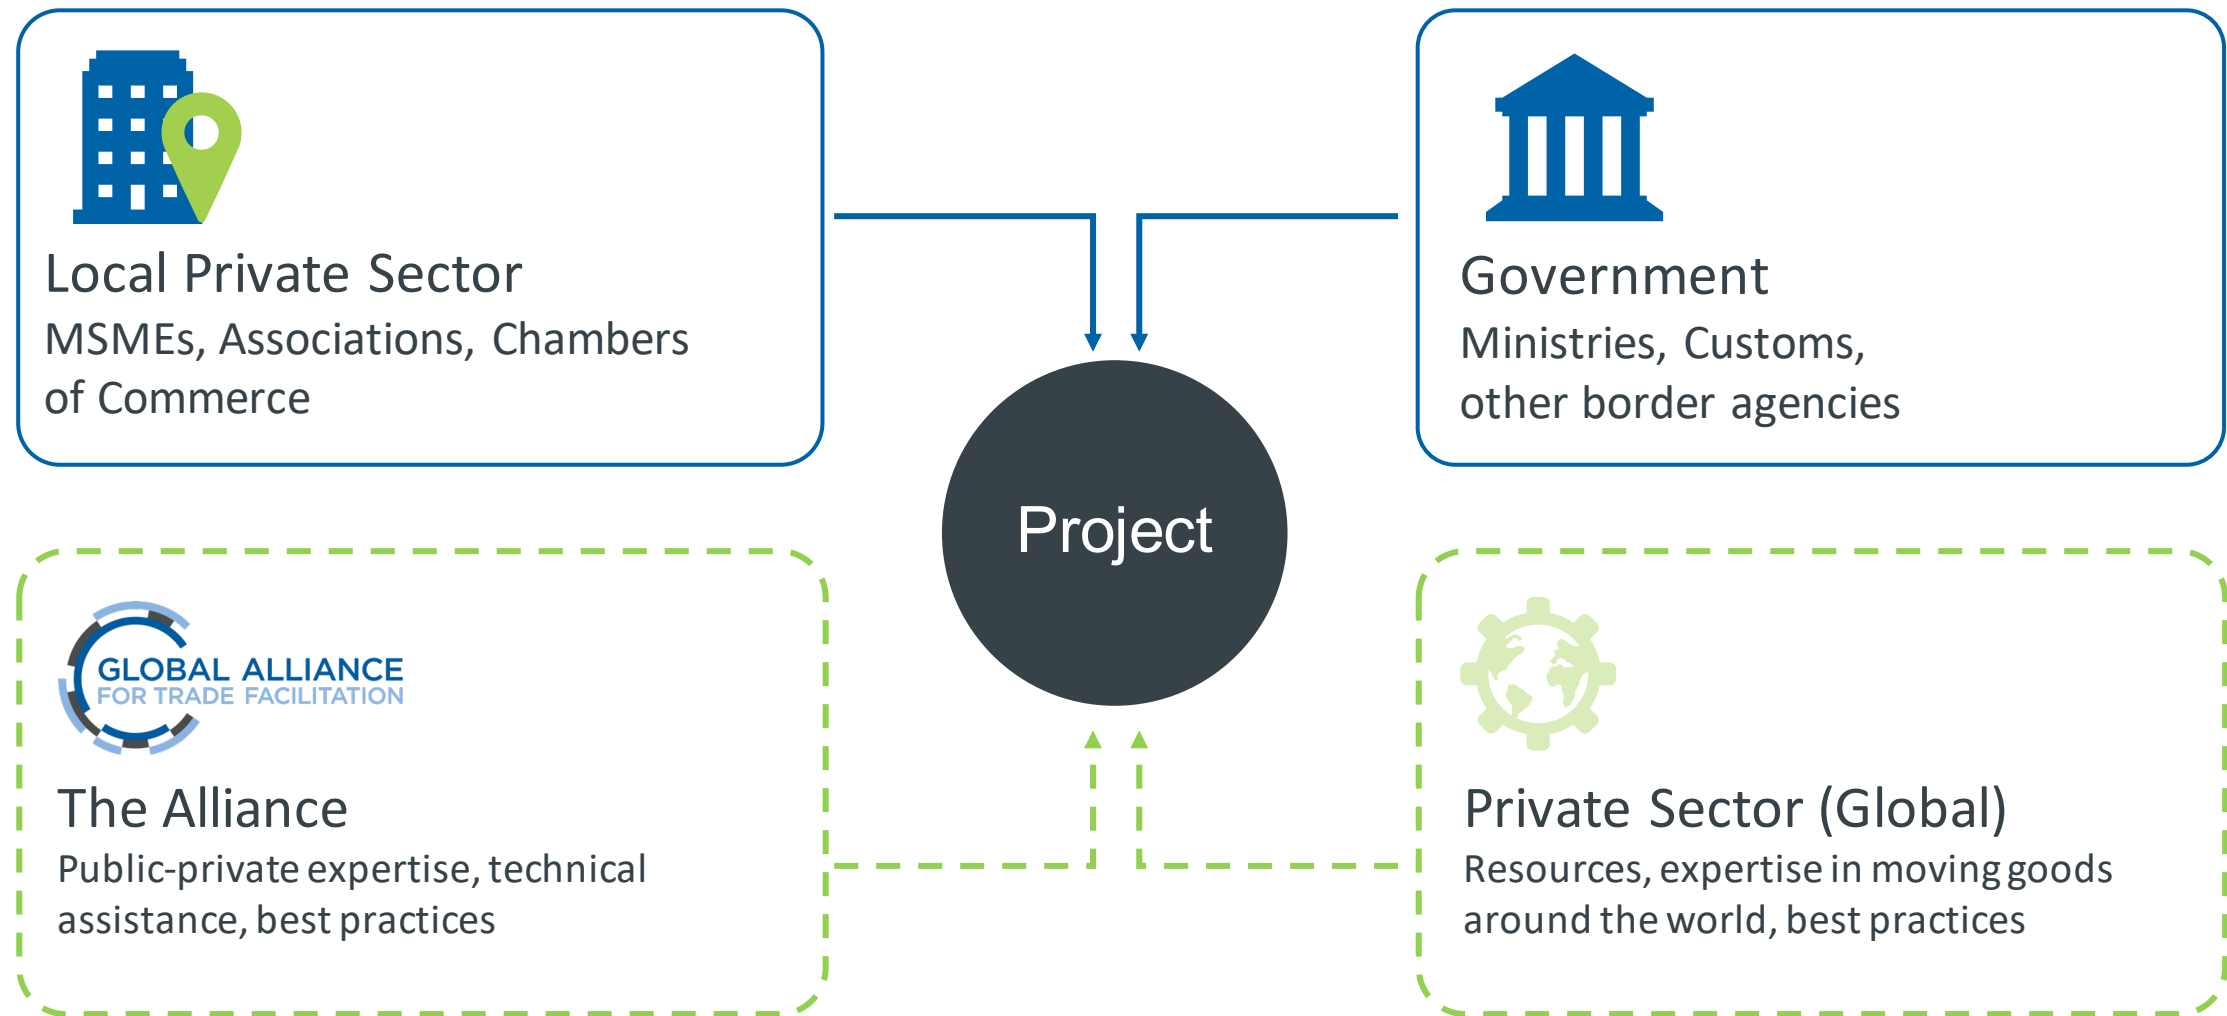 Local Private Sector
MSMEs, Associations, Chambers
of Commerce
Government
Ministries, Customs,
other border agencies
Project
GLOBAL ALLIANCE
FOR TRADE FACILITATION
The Alliance
Public-private expertise, technical
assistance, best practices
Private Sector (Global)
Resources, expertise in moving goods
around the world, best practices